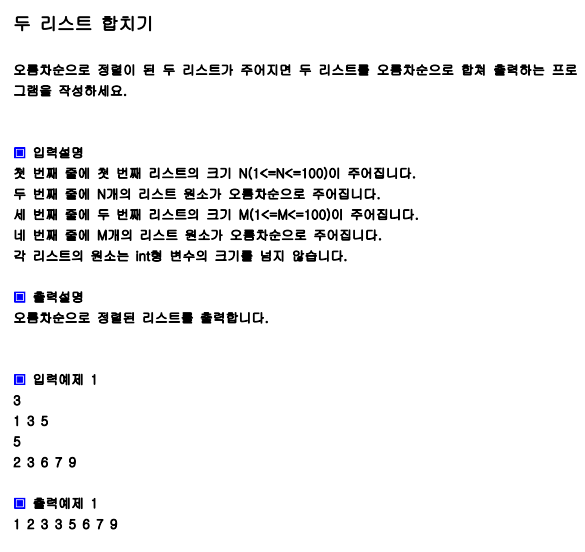 두 리스트 합치기
오름차순으로 정렬이 된 두 리스트가 주어지면 두 리스트를 오름차순으로 합쳐 출력하는 프로
그램을 작성하세요.
▣ 입력설명
첫 번째 줄에 첫 번째 리스트의 크기 N(1<=N<=100)이 주어집니다.
두 번째 줄에 N개의 리스트 원소가 오름차순으로 주어집니다.
세 번째 줄에 두 번째 리스트의 크기 M(1<=M<=100)이 주어집니다.
네 번째 줄에 M개의 리스트 원소가 오름차순으로 주어집니다.
각 리스트의 원소는 int형 변수의 크기를 넘지 않습니다.
▣ 출력설명
오름차순으로 정렬된 리스트를 출력합니다.
▣ 입력예제 1
3
1 3 5
5
2 3 6 7 9
▣ 출력예제 1
1 2 3 3 5 6 7 9